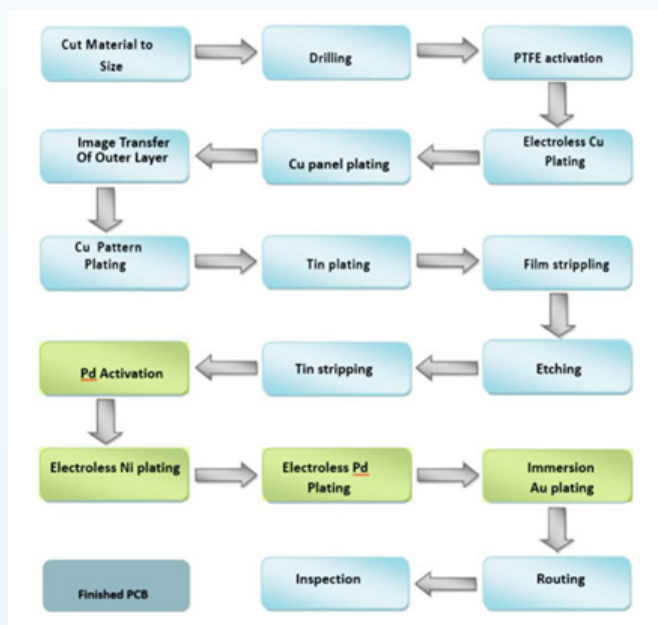 Cut Material to
Size
Drilling
PTFE activation
Electroless Cu
Plating
Cu panel plating
Image Transfer
Of Outer Layer
Cu Pattern
Plating
Tin plating
Film strippling
Etching
Tin stripping
Pd Activation
Electroless Ni plating
Electroless Pd
Plating
Immersion
Au plating
Routing
Inspection
Finished PCB